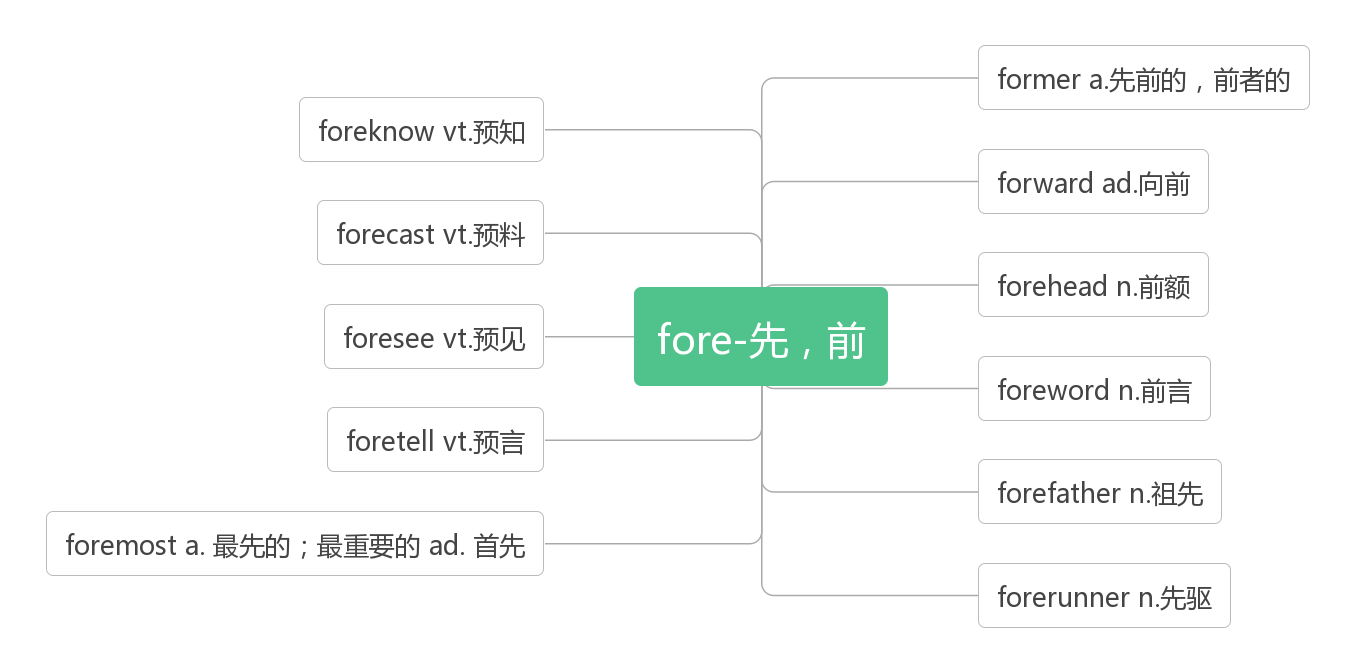 fore-先，前
former a.先前的，前者的
forward ad.向前
forehead n.前额
foreword n.前言
forefather n.祖先
forerunner n.先驱
foreknow vt.预知
forecast vt.预料
foresee vt.预见
foretell vt.预言
foremost a. 最先的；最重要的 ad. 首先